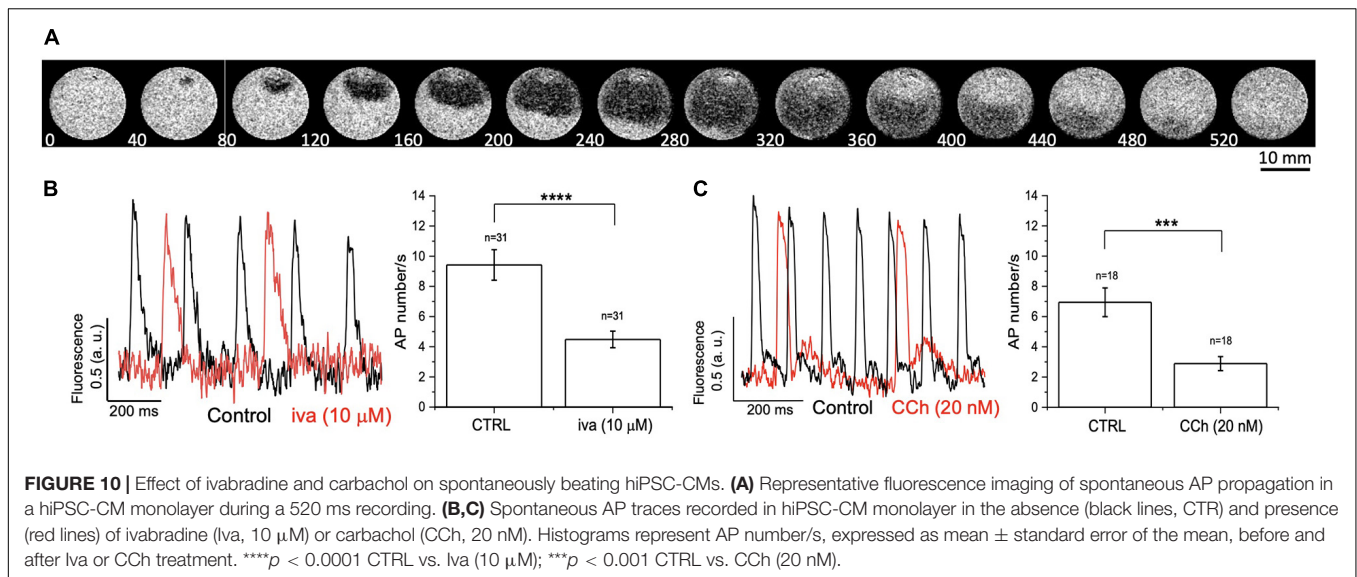 A
0 40 80 120 160 200 240 280 320 360 400 440 480 520
10 mm
B
Fluorescence
0.5 (a. u.)
200 ms
Control
iva (10 μM)
AP number/s
14
12
10
8
6
4
2
0
****
n=31
n=31
CTRL
iva (10 μM)
C
Fluorescence
0.5 (a. u.)
200 ms
Control
CCh (20 nM)
AP number/s
14
12
10
8
6
4
2
0
***
n=18
n=18
CTRL
CCh (20 nM)
FIGURE 10 | Effect of ivabradine and carbachol on spontaneously beating hiPSC-CMs. (A) Representative fluorescence imaging of spontaneous AP propagation in
a hiPSC-CM monolayer during a 520 ms recording. (B,C) Spontaneous AP traces recorded in hiPSC-CM monolayer in the absence (black lines, CTR) and presence
(red lines) of ivabradine (Iva, 10 μM) or carbachol (CCh, 20 nM). Histograms represent AP number/s, expressed as mean ± standard error of the mean, before and
after Iva or CCh treatment. ****p < 0.0001 CTRL vs. Iva (10 μM); ***p < 0.001 CTRL vs. CCh (20 nM).